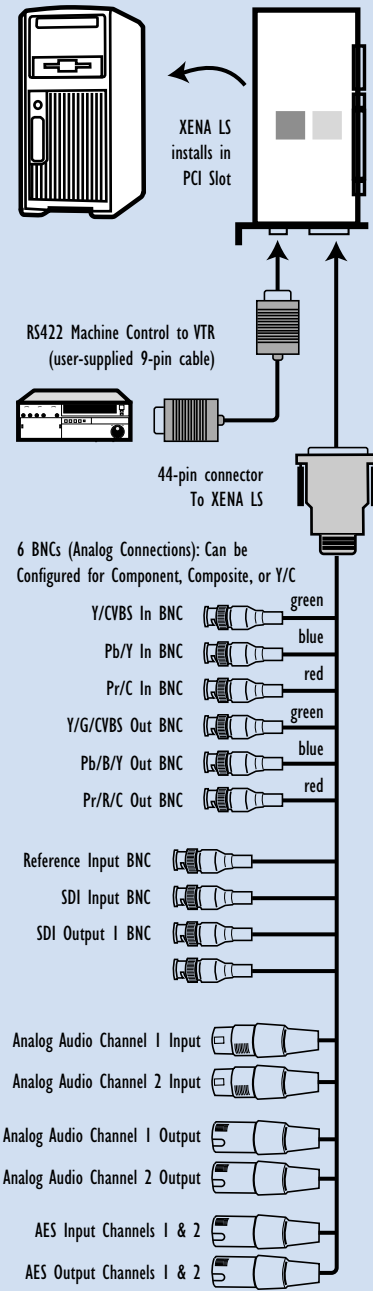 XENA LS
installs in
PCI Slot
RS422 Machine Control to VTR
(user-supplied 9-pin cable)
44-pin connector
To XENA LS
6 BNCs (Analog Connections): Can be
Configured for Component, Composite, or Y/C
Y/CVBS In BNC green
Pb/Y In BNC blue
Pr/C In BNC red
Y/G/CVBS Out BNC green
Pb/B/Y Out BNC blue
Pr/R/C Out BNC red
Reference Input BNC
SDI Input BNC
SDI Output 1 BNC
Analog Audio Channel 1 Input
Analog Audio Channel 2 Input
Analog Audio Channel 1 Output
Analog Audio Channel 2 Output
AES Input Channels 1 & 2
AES Output Channels 1 & 2